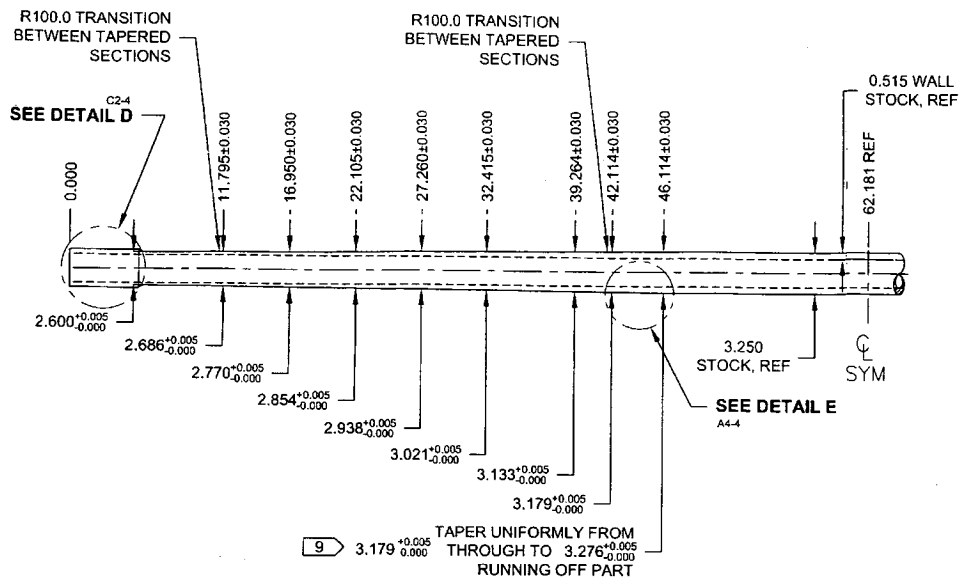 R100.0 TRANSITION
BETWEEN TAPERED
SECTIONS
R100.0 TRANSITION
BETWEEN TAPERED
SECTIONS
0.515 WALL
STOCK, REF
C2-4
SEE DETAIL D
0.000
11.795±0.030
16.950±0.030
22.105±0.030
27.260±0.030
32.415±0.030
39.264±0.030
42.114±0.030
46.114±0.030
62.181 REF
2.600 +0.005 -0.000
2.686 +0.005 -0.000
2.770 +0.005 -0.000
2.854 +0.005 -0.000
2.938 +0.005 -0.000
3.021 +0.005 -0.000
3.133 +0.005 -0.000
3.179 +0.005 -0.000
3.250
STOCK, REF
℄
SYM
SEE DETAIL E
A4-4
9
TAPER UNIFORMLY FROM
3.179 +0.005 0.000 THROUGH TO 3.276 +0.005 -0.000
RUNNING OFF PART